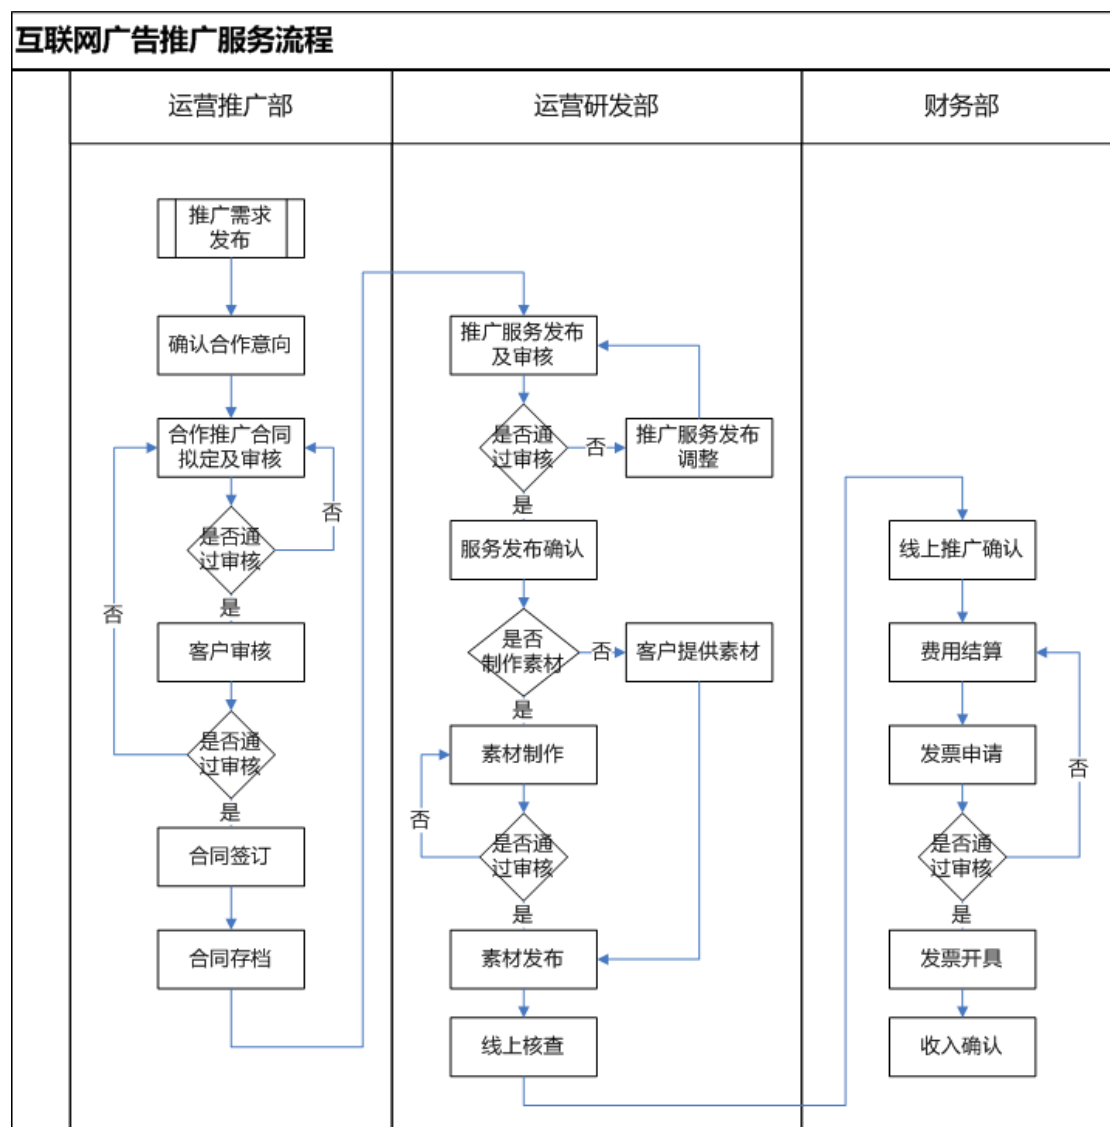 互联网广告推广服务流程
运营推广部
运营研发部
财务部
推广需求
发布
确认合作意向
合作推广合同
拟定及审核
否
是否通
过审核
是
否
客户审核
是否通
过审核
是
合同签订
合同存档
推广服务发布
及审核
是否通
过审核
否
推广服务发布
调整
是
服务发布确认
是否
制作素材
否
客户提供素材
是
素材制作
否
是否通
过审核
是
素材发布
线上核查
线上推广确认
费用结算
发票申请
否
是否通
过审核
是
发票开具
收入确认